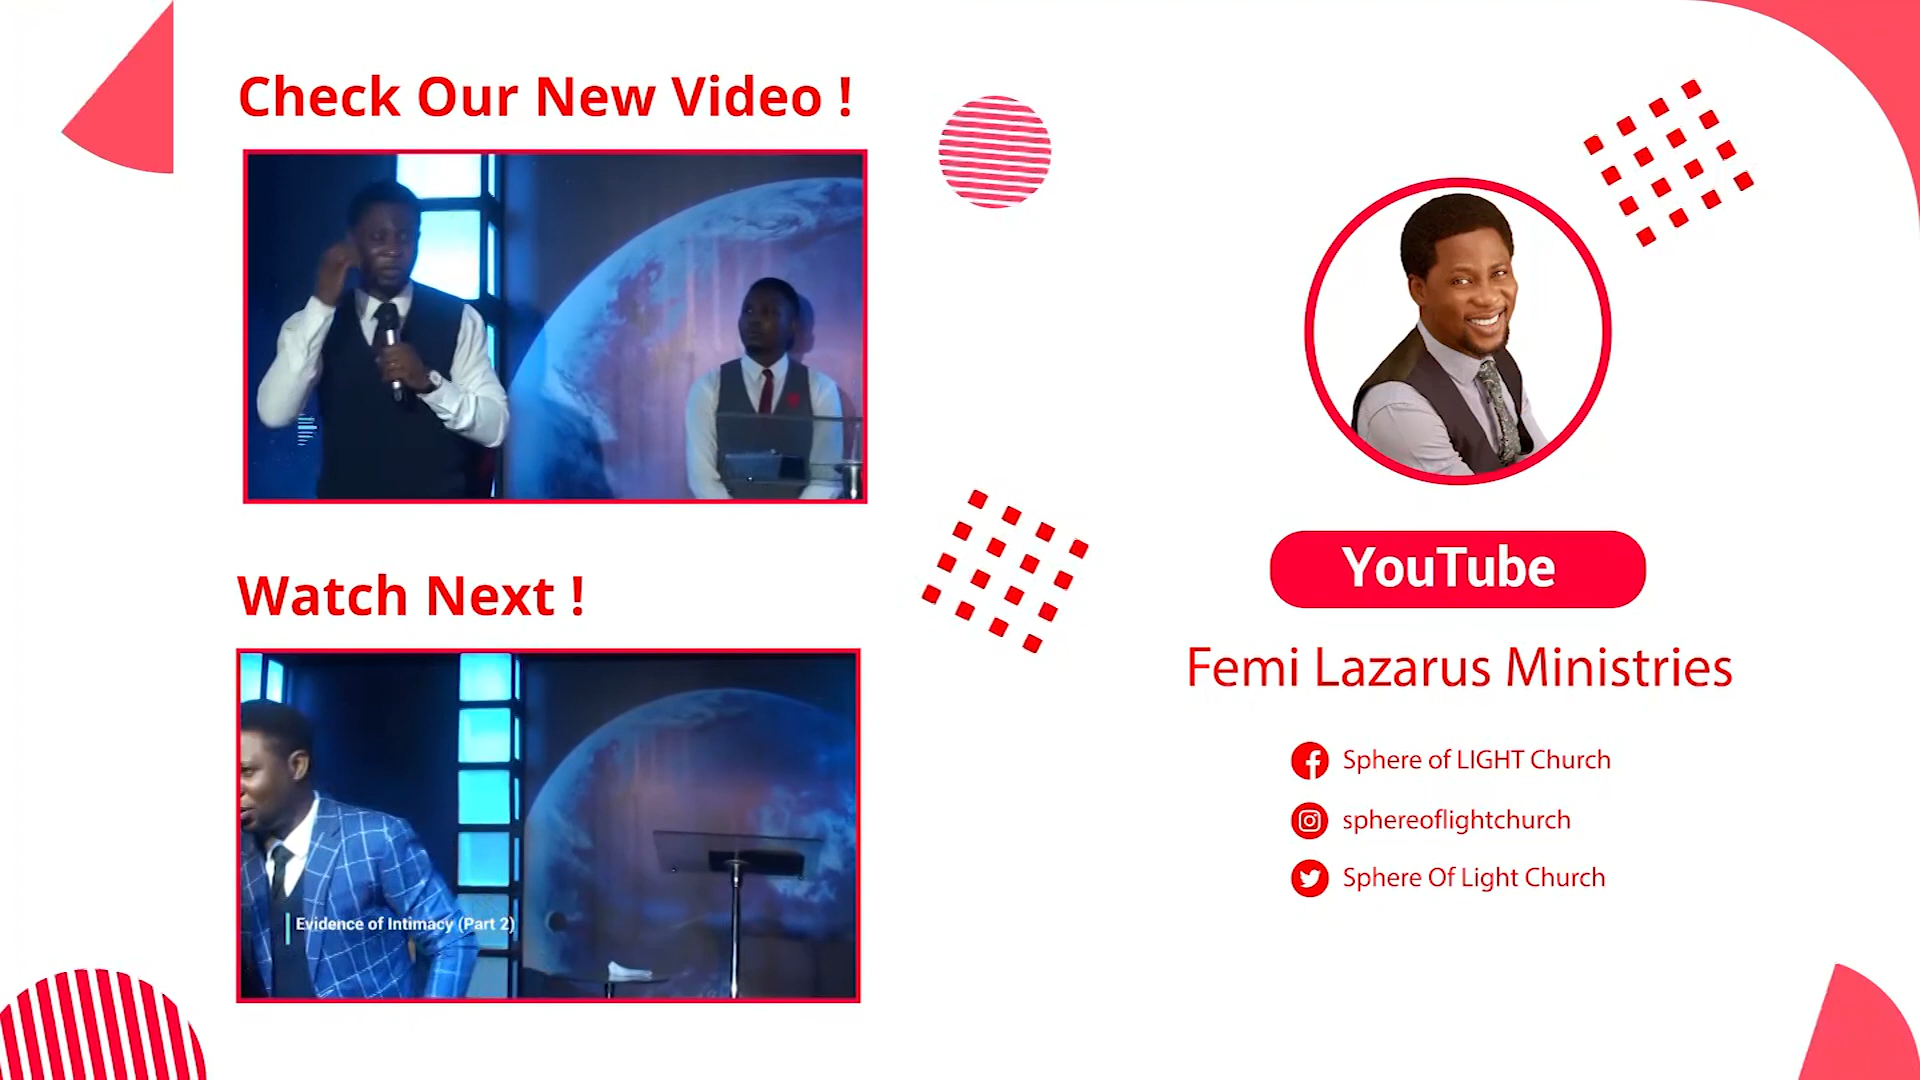 Check Our New Video !
Watch Next !
Evidence of Intimacy (Part 2)
YouTube
Femi Lazarus Ministries
Sphere of LIGHT Church
sphereoflightchurch
Sphere Of Light Church